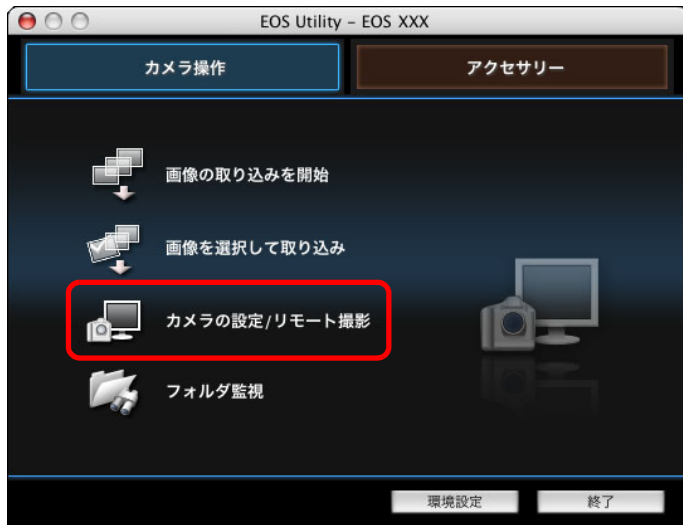 EOS Utility - EOS XXX
カメラ操作
アクセサリー
画像の取り込みを開始
画像を選択して取り込み
カメラの設定/リモート撮影
フォルダ監視
環境設定
終了